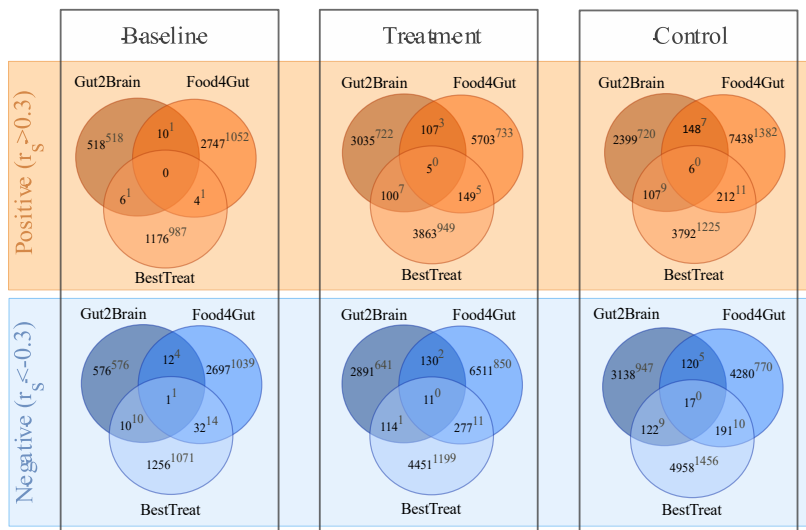 Baseline
Treatment
Control
Positive (rs >0.3)
Gut2Brain Food4Gut
518^518 10^1 2747^1052
0
6^1 4^1
1176^987
BestTreat
Gut2Brain Food4Gut
3035^722 107^3 5703^733
5^0
100^7 149^5
3863^949
BestTreat
Gut2Brain Food4Gut
2399^720 148^7 7438^1382
6^0
107^9 212^11
3792^1225
BestTreat
Negative (rs <-0.3)
Gut2Brain Food4Gut
576^576 12^4 2697^1039
1^1
10^10 32^14
1256^1071
BestTreat
Gut2Brain Food4Gut
2891^641 130^2 6511^850
11^0
114^1 277^11
4451^1199
BestTreat
Gut2Brain Food4Gut
3138^947 120^5 4280^770
17^0
122^9 191^10
4958^1456
BestTreat